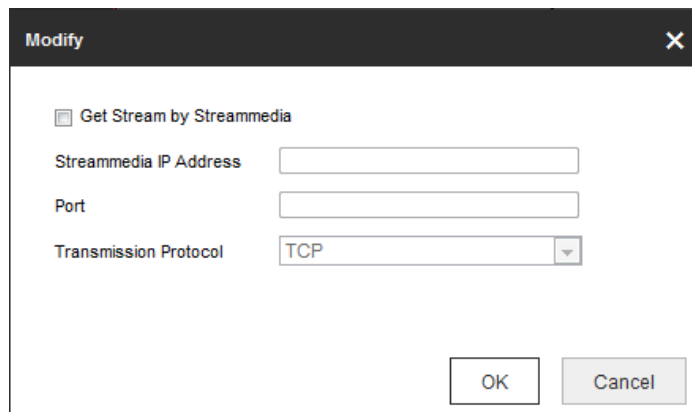 Modify
Get Stream by Streammedia
Streammedia IP Address
Port
Transmission Protocol TCP
OK Cancel